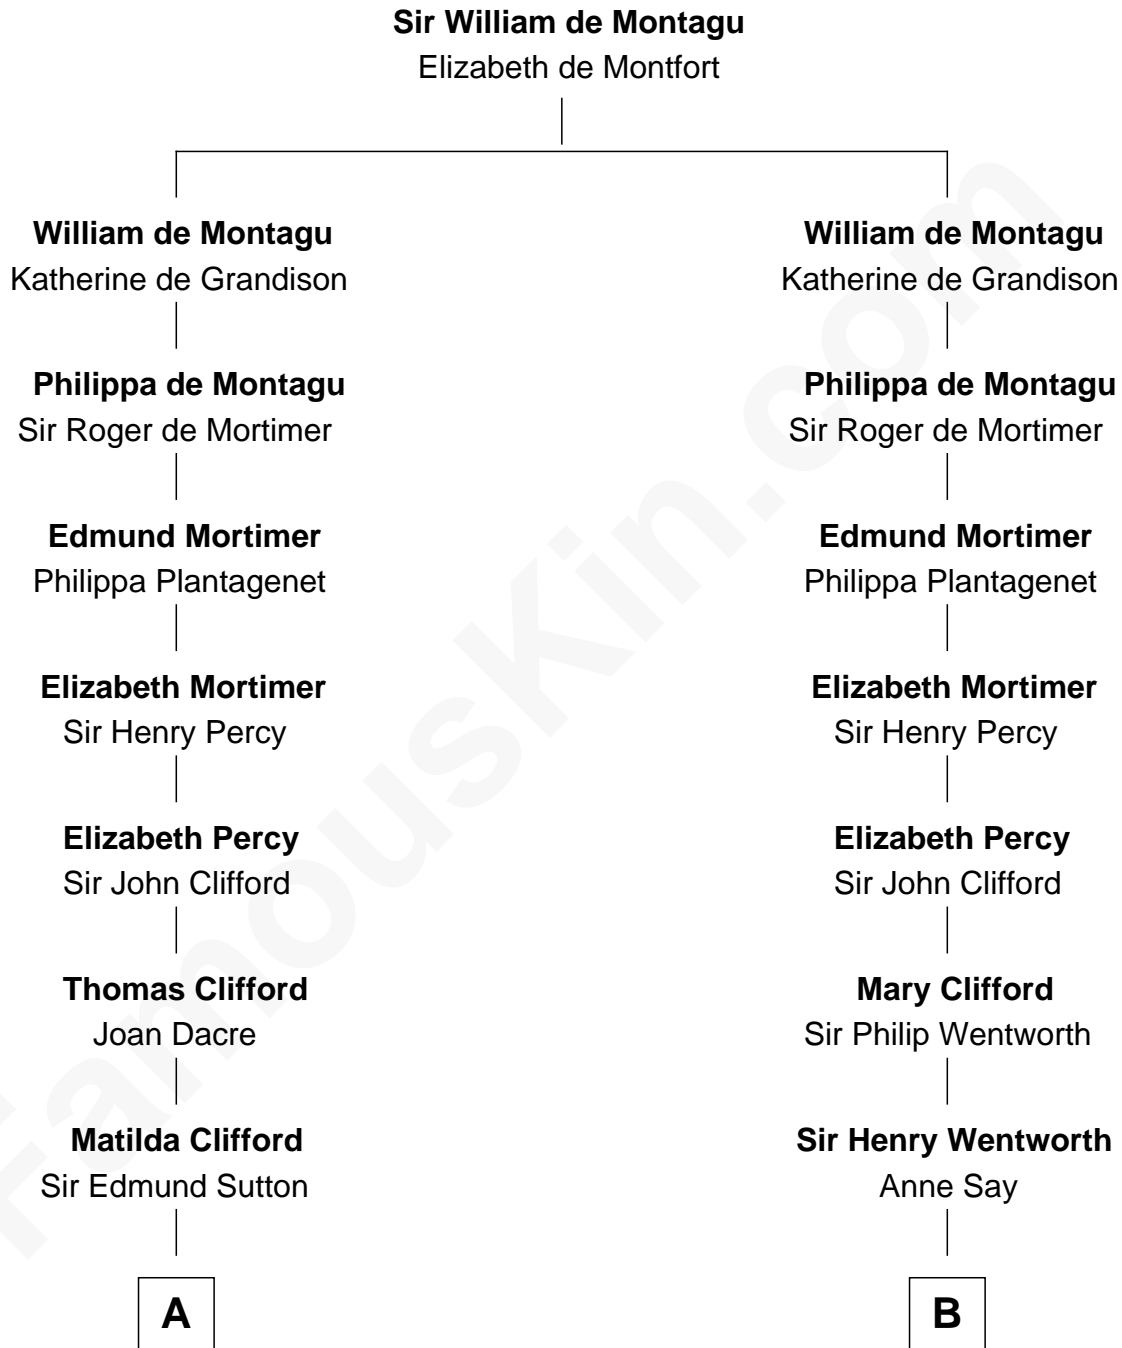 Sir William de Montagu
Elizabeth de Montfort
William de Montagu
Katherine de Grandison
Philippa de Montagu
Sir Roger de Mortimer
Edmund Mortimer
Philippa Plantagenet
Elizabeth Mortimer
Sir Henry Percy
Elizabeth Percy
Sir John Clifford
Thomas Clifford
Joan Dacre
Matilda Clifford
Sir Edmund Sutton
A
William de Montagu
Katherine de Grandison
Philippa de Montagu
Sir Roger de Mortimer
Edmund Mortimer
Philippa Plantagenet
Elizabeth Mortimer
Sir Henry Percy
Elizabeth Percy
Sir John Clifford
Mary Clifford
Sir Philip Wentworth
Sir Henry Wentworth
Anne Say
B
FamousKin.com